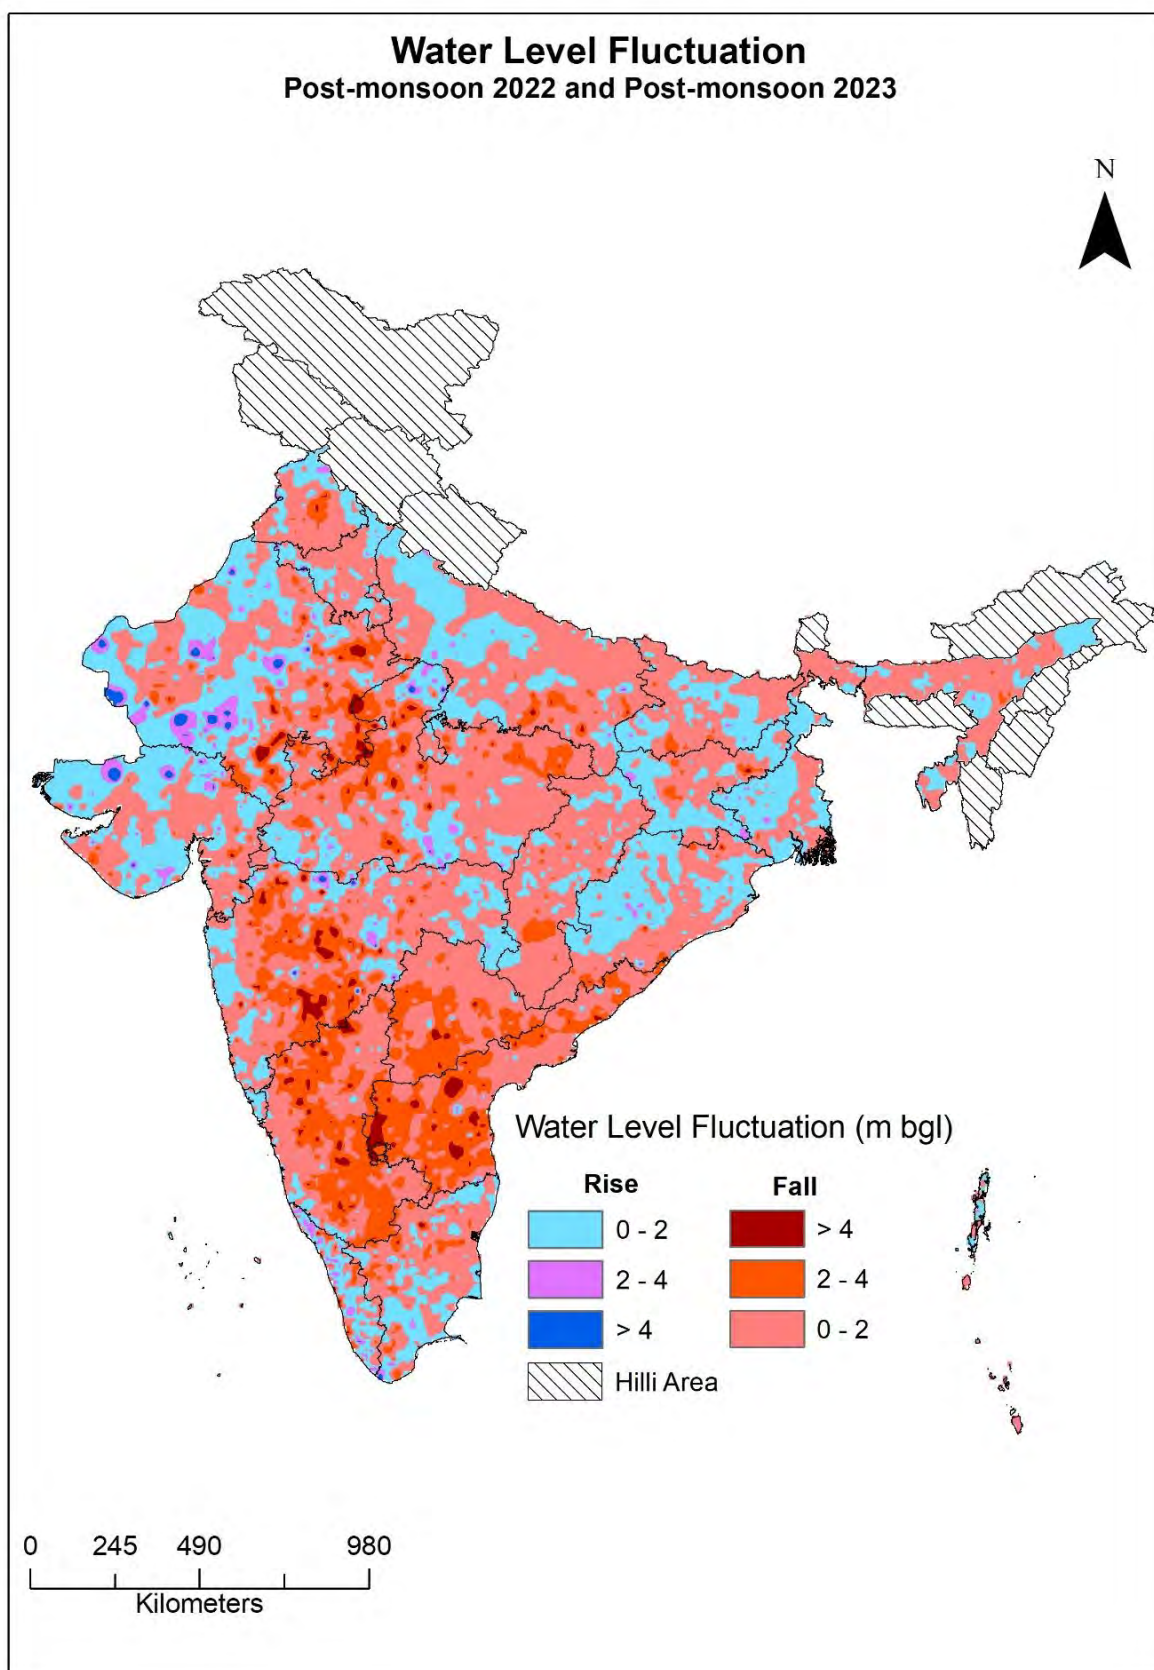 Water Level Fluctuation
Post-monsoon 2022 and Post-monsoon 2023
N
Water Level Fluctuation (m bgl)
Rise Fall
0 - 2 > 4
2 - 4 2 - 4
> 4 0 - 2
Hilli Area
0 245 490 980
Kilometers